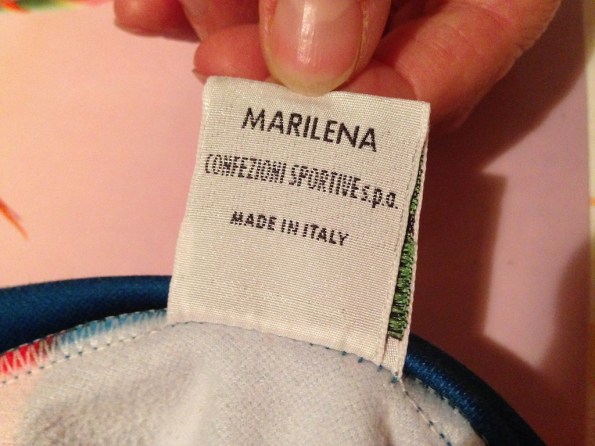 MARILENA
CONFEZIONI SPORTIVE s.p.a.
MADE IN ITALY